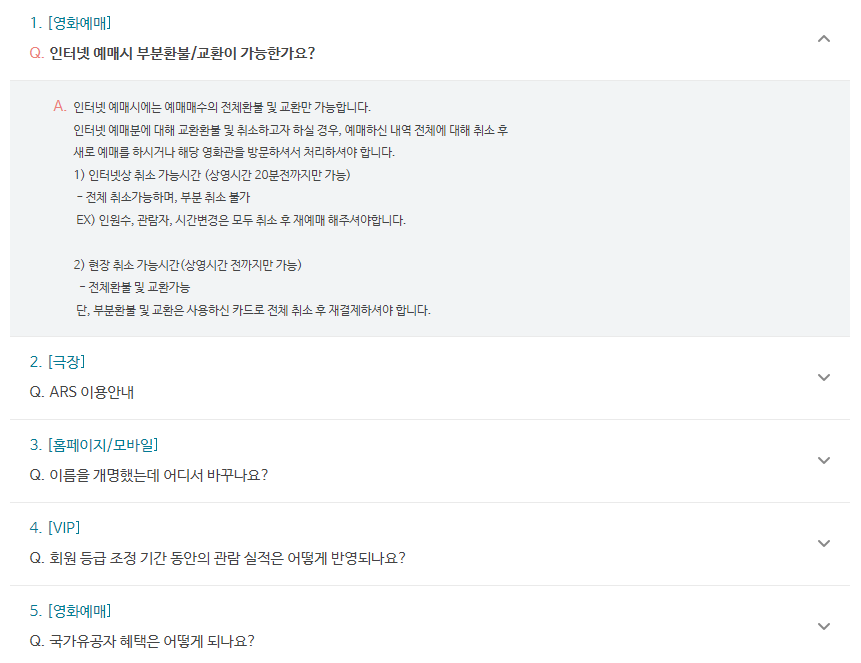 1. [영화예매]
Q. 인터넷 예매시 부분환불/교환이 가능한가요?
A. 인터넷 예매시에는 예매매수의 전체환불 및 교환만 가능합니다.
인터넷 예매분에 대해 교환환불 및 취소하고자 하실 경우, 예매하신 내역 전체에 대해 취소 후
새로 예매를 하시거나 해당 영화관을 방문하셔서 처리하셔야 합니다.
1) 인터넷상 취소 가능시간 (상영시간 20분전까지만 가능)
- 전체 취소가능하며, 부분 취소 불가
EX) 인원수, 관람자, 시간변경은 모두 취소 후 재예매 해주셔야합니다.
2) 현장 취소 가능시간(상영시간 전까지만 가능)
- 전체환불 및 교환가능
단, 부분환불 및 교환은 사용하신 카드로 전체 취소 후 재결제하셔야 합니다.
2. [극장]
Q. ARS 이용안내
3. [홈페이지/모바일]
Q. 이름을 개명했는데 어디서 바꾸나요?
4. [VIP]
Q. 회원 등급 조정 기간 동안의 관람 실적은 어떻게 반영되나요?
5. [영화예매]
Q. 국가유공자 혜택은 어떻게 되나요?